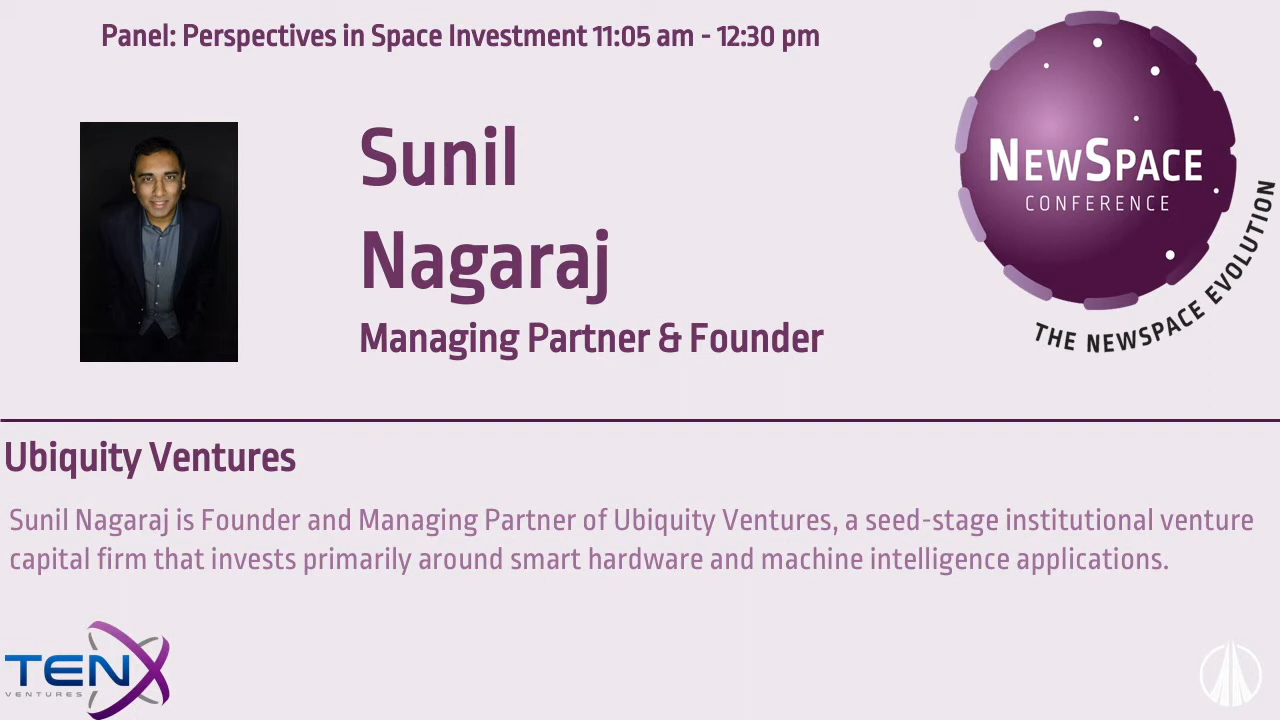 Panel: Perspectives in Space Investment 11:05 am - 12:30 pm
Sunil
Nagaraj
Managing Partner & Founder
NEWSPACE
CONFERENCE
THE NEWSPACE EVOLUTION
Ubiquity Ventures
Sunil Nagaraj is Founder and Managing Partner of Ubiquity Ventures, a seed-stage institutional venture
capital firm that invests primarily around smart hardware and machine intelligence applications.
TENX
VENTURES